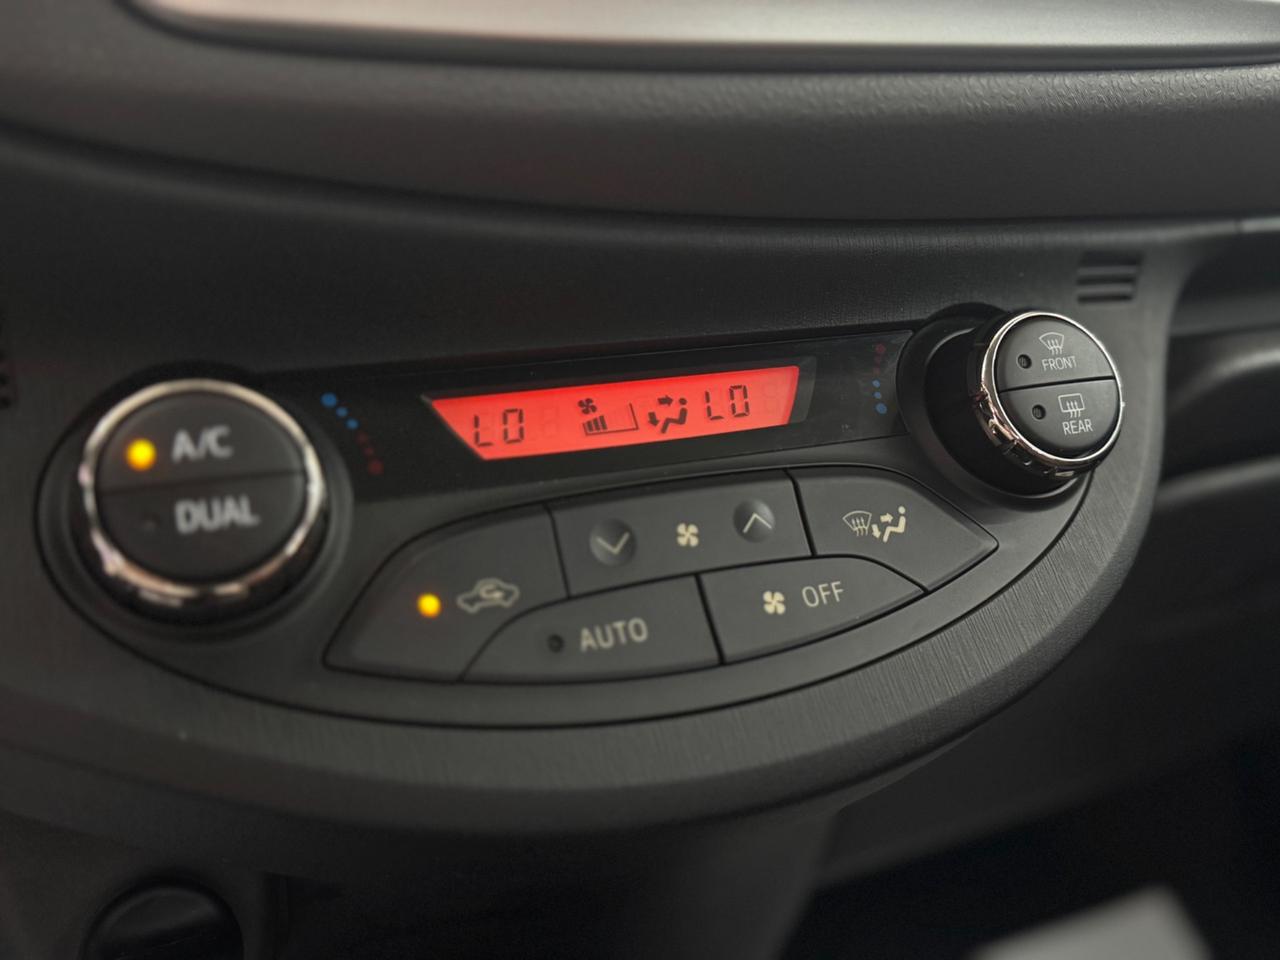 LO LO
A/C
DUAL
FRONT
REAR
AUTO
OFF